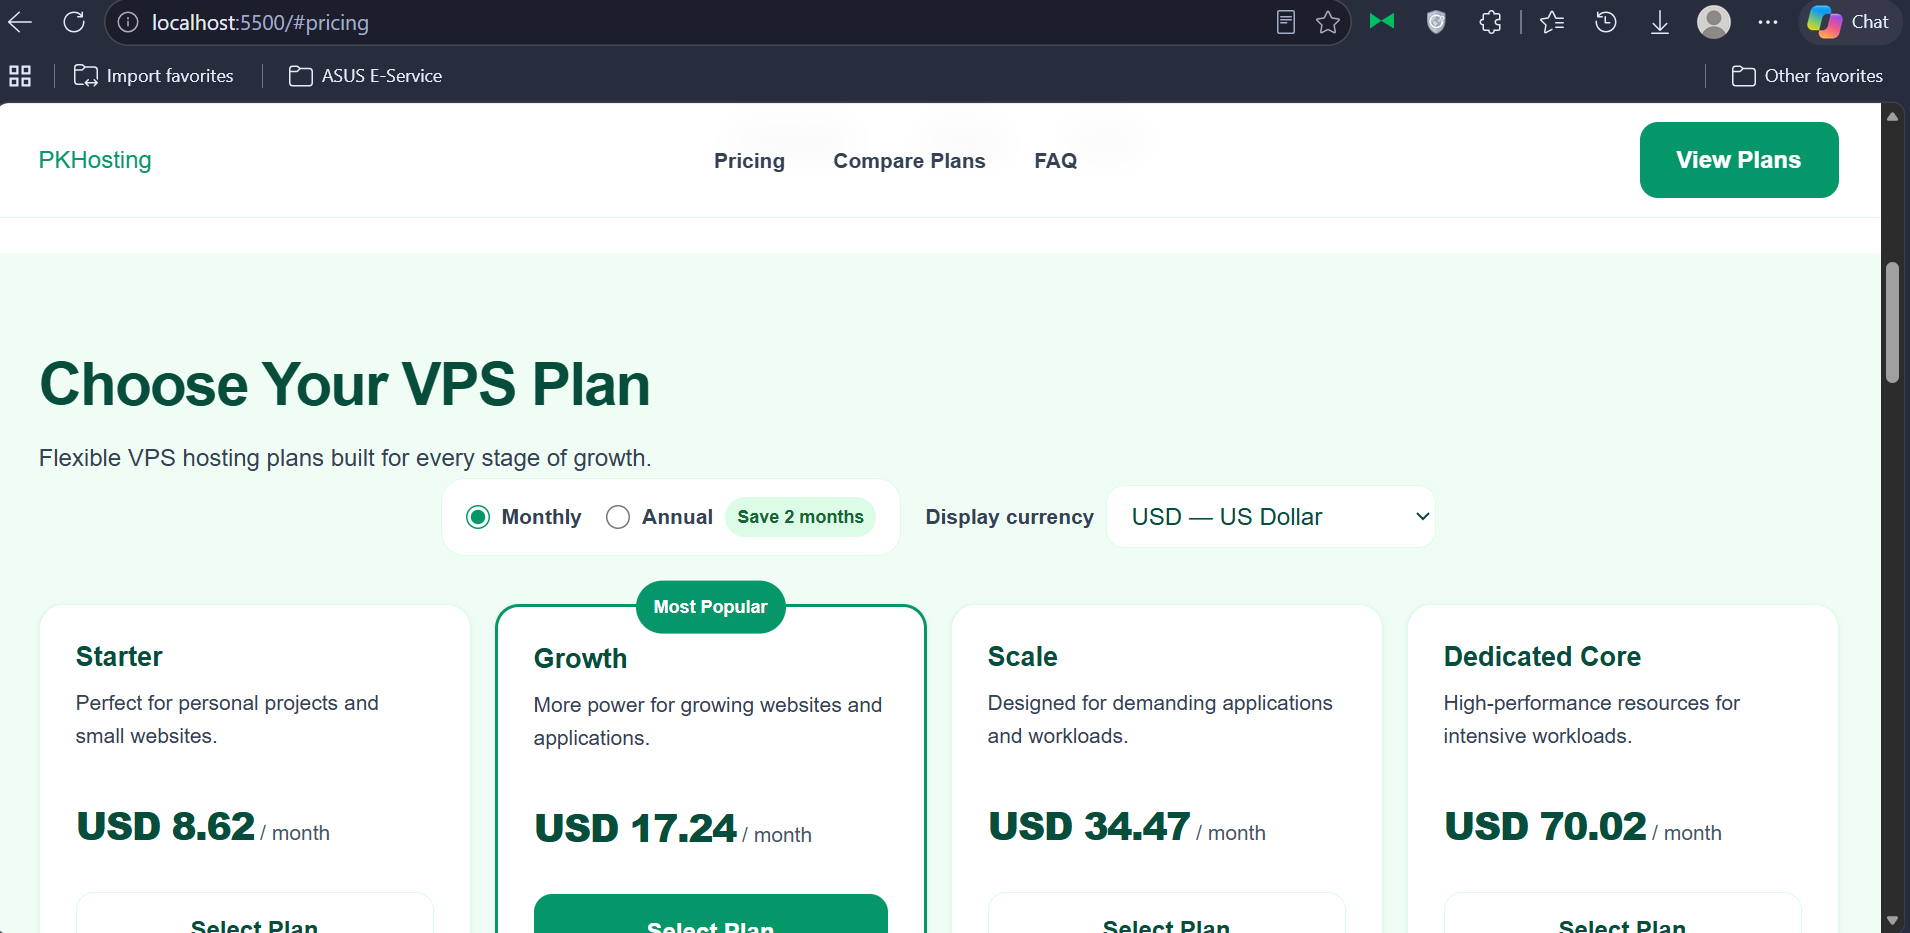 localhost:5500/#pricing
Chat
Import favorites
ASUS E-Service
Other favorites
PKHosting
Pricing
Compare Plans
FAQ
View Plans
Choose Your VPS Plan
Flexible VPS hosting plans built for every stage of growth.
Monthly
Annual
Save 2 months
Display currency
USD — US Dollar
Most Popular
Starter
Perfect for personal projects and
small websites.
USD 8.62 / month
Select Plan
Growth
More power for growing websites and
applications.
USD 17.24 / month
Select Plan
Scale
Designed for demanding applications
and workloads.
USD 34.47 / month
Select Plan
Dedicated Core
High-performance resources for
intensive workloads.
USD 70.02 / month
Select Plan